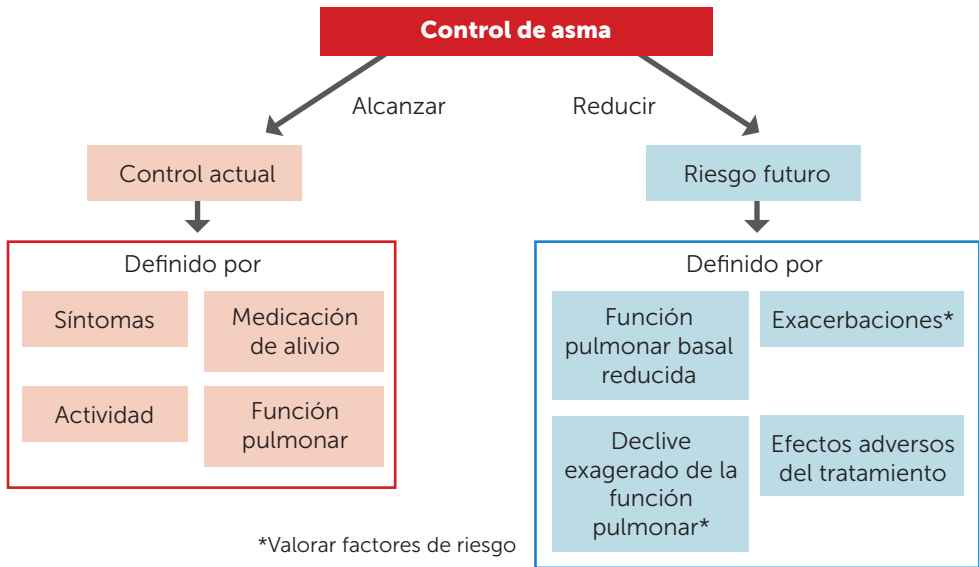 Control de asma
Alcanzar
Reducir
Control actual
Riesgo futuro
Definido por
Síntomas
Medicación
de alivio
Actividad
Función
pulmonar
Definido por
Función
pulmonar basal
reducida
Exacerbaciones*
Declive
exagerado de la
función
pulmonar*
Efectos adversos
del tratamiento
*Valorar factores de riesgo